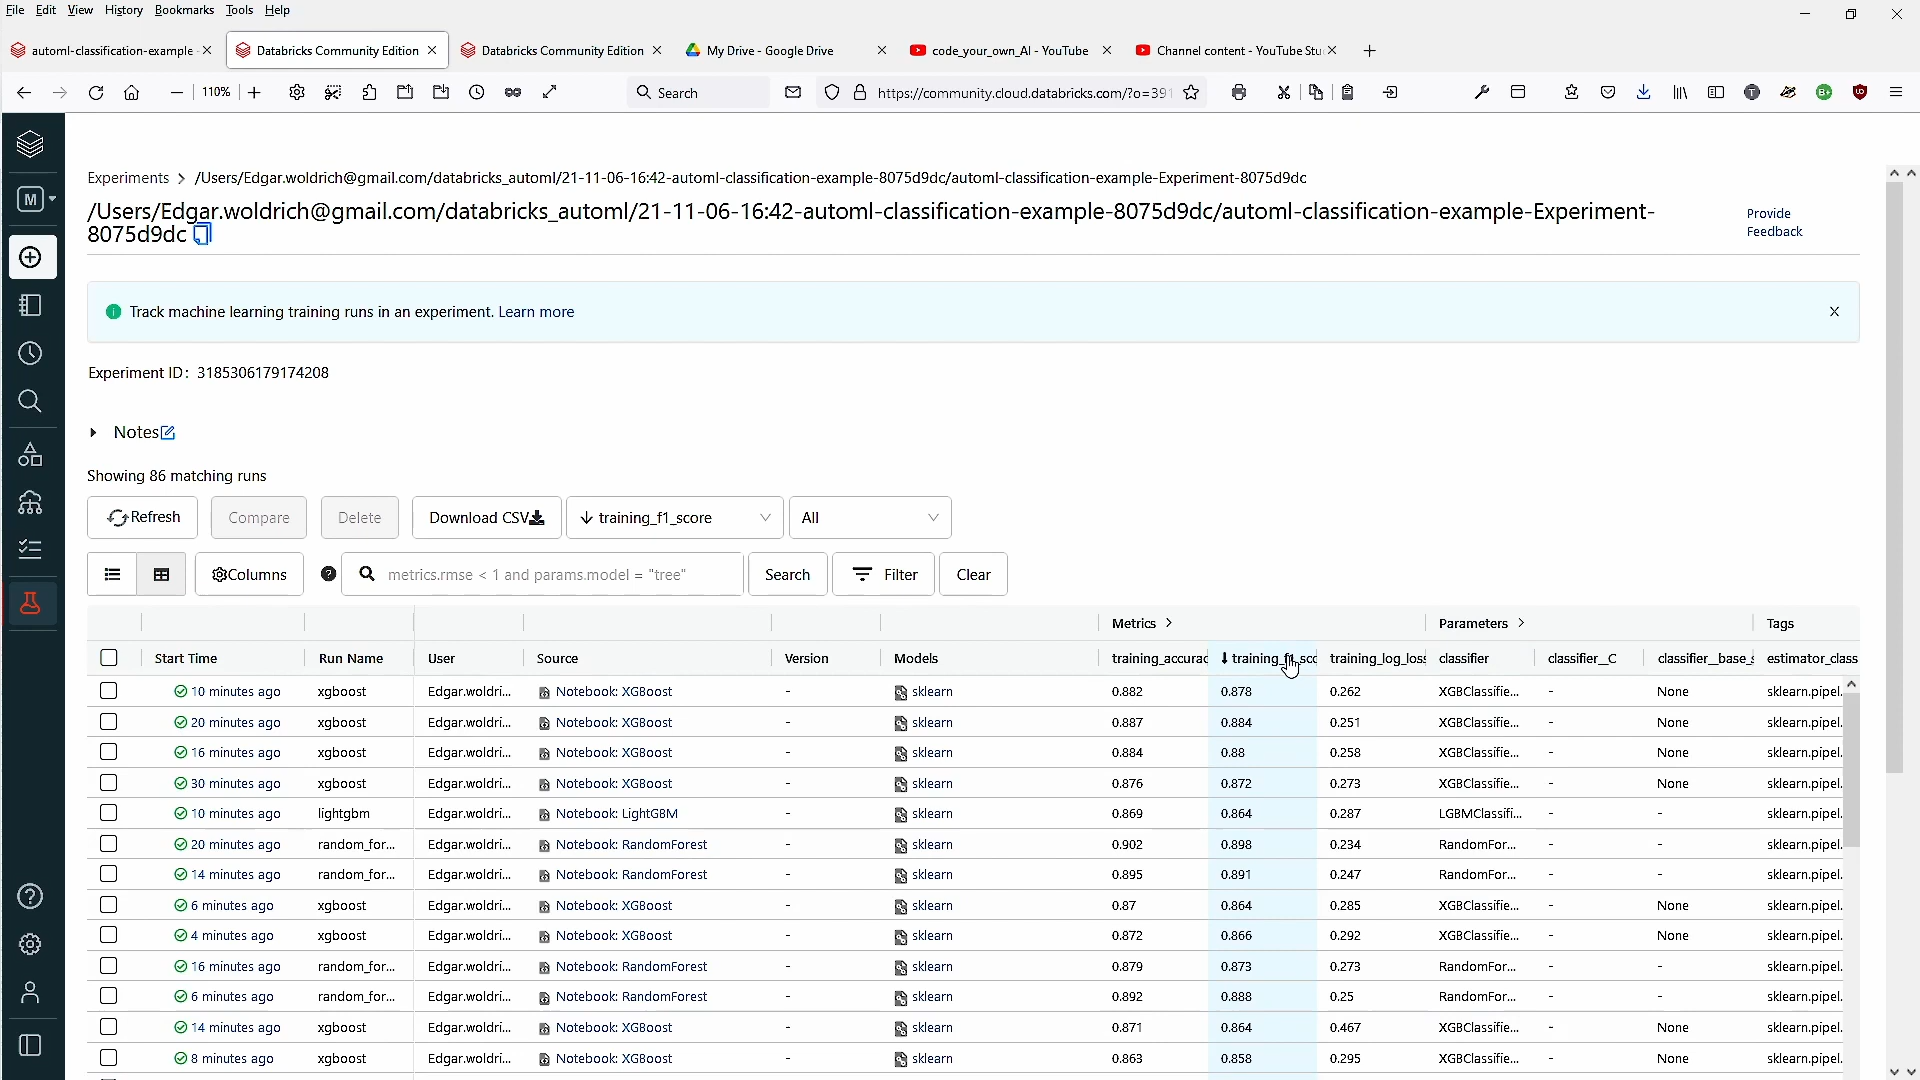 File Edit View History Bookmarks Tools Help
automl-classification-example - Databricks Community Edition Databricks Community Edition My Drive - Google Drive code_your_own_AI - YouTube Channel content - YouTube Stu
110% Search https://community.cloud.databricks.com/?o=391
M
Experiments > /Users/Edgar.woldrich@gmail.com/databricks_automl/21-11-06-16:42-automl-classification-example-8075d9dc/automl-classification-example-Experiment-8075d9dc
/Users/Edgar.woldrich@gmail.com/databricks_automl/21-11-06-16:42-automl-classification-example-8075d9dc/automl-classification-example-Experiment-
8075d9dc
Provide
Feedback
Track machine learning training runs in an experiment. Learn more
Experiment ID: 3185306179174208
Notes
Showing 86 matching runs
Refresh Compare Delete Download CSV ↓ training_f1_score All
Columns metrics.rmse < 1 and params.model = "tree" Search Filter Clear
Metrics > Parameters > Tags
Start Time Run Name User Source Version Models training_accurac ↓ training_f1_sco training_log_loss classifier classifier__C classifier__base_s estimator_class
10 minutes ago xgboost Edgar.woldri... Notebook: XGBoost - sklearn 0.882 0.878 0.262 XGBClassifie... - None sklearn.pipel.
20 minutes ago xgboost Edgar.woldri... Notebook: XGBoost - sklearn 0.887 0.884 0.251 XGBClassifie... - None sklearn.pipel.
16 minutes ago xgboost Edgar.woldri... Notebook: XGBoost - sklearn 0.884 0.88 0.258 XGBClassifie... - None sklearn.pipel.
30 minutes ago xgboost Edgar.woldri... Notebook: XGBoost - sklearn 0.876 0.872 0.273 XGBClassifie... - None sklearn.pipel.
10 minutes ago lightgbm Edgar.woldri... Notebook: LightGBM - sklearn 0.869 0.864 0.287 LGBMClassifi... - - sklearn.pipel.
20 minutes ago random_for... Edgar.woldri... Notebook: RandomForest - sklearn 0.902 0.898 0.234 RandomFor... - - sklearn.pipel.
14 minutes ago random_for... Edgar.woldri... Notebook: RandomForest - sklearn 0.895 0.891 0.247 RandomFor... - - sklearn.pipel.
6 minutes ago xgboost Edgar.woldri... Notebook: XGBoost - sklearn 0.87 0.864 0.285 XGBClassifie... - None sklearn.pipel.
4 minutes ago xgboost Edgar.woldri... Notebook: XGBoost - sklearn 0.872 0.866 0.292 XGBClassifie... - None sklearn.pipel.
16 minutes ago random_for... Edgar.woldri... Notebook: RandomForest - sklearn 0.879 0.873 0.273 RandomFor... - - sklearn.pipel.
6 minutes ago random_for... Edgar.woldri... Notebook: RandomForest - sklearn 0.892 0.888 0.25 RandomFor... - - sklearn.pipel.
14 minutes ago xgboost Edgar.woldri... Notebook: XGBoost - sklearn 0.871 0.864 0.467 XGBClassifie... - None sklearn.pipel.
8 minutes ago xgboost Edgar.woldri... Notebook: XGBoost - sklearn 0.863 0.858 0.295 XGBClassifie... - None sklearn.pipel.